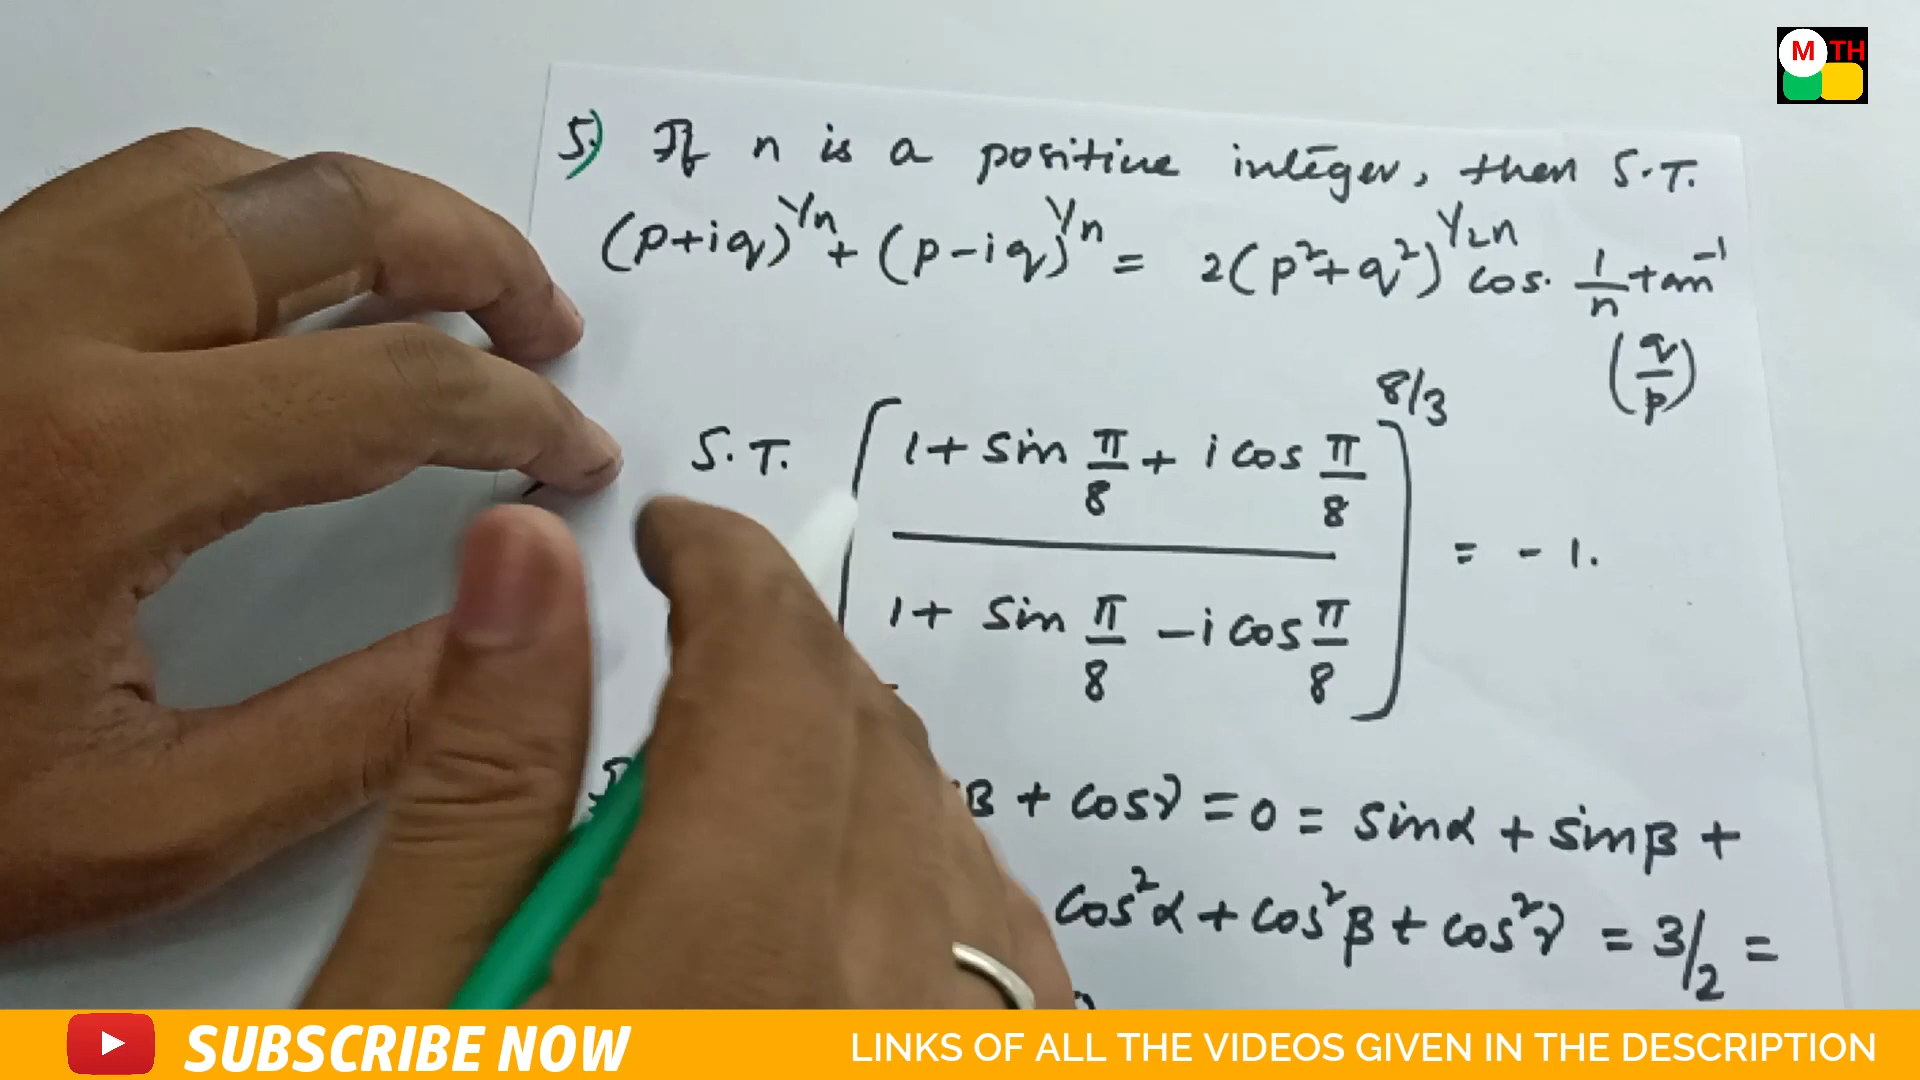 M TH
5.) If n is a positive integer, then S.T.
(p+iq)^1/n + (p-iq)^1/n = 2(p²+q²)^1/2n cos. 1/n tan⁻¹
(q/p)
S.T. [ 1+ sin π/8 + i cos π/8 / 1+ sin π/8 - i cos π/8 ]^8/3 = -1.
β + cosγ = 0 = sinα + sinβ +
cos²α + cos²β + cos²γ = 3/2 =
SUBSCRIBE NOW
LINKS OF ALL THE VIDEOS GIVEN IN THE DESCRIPTION